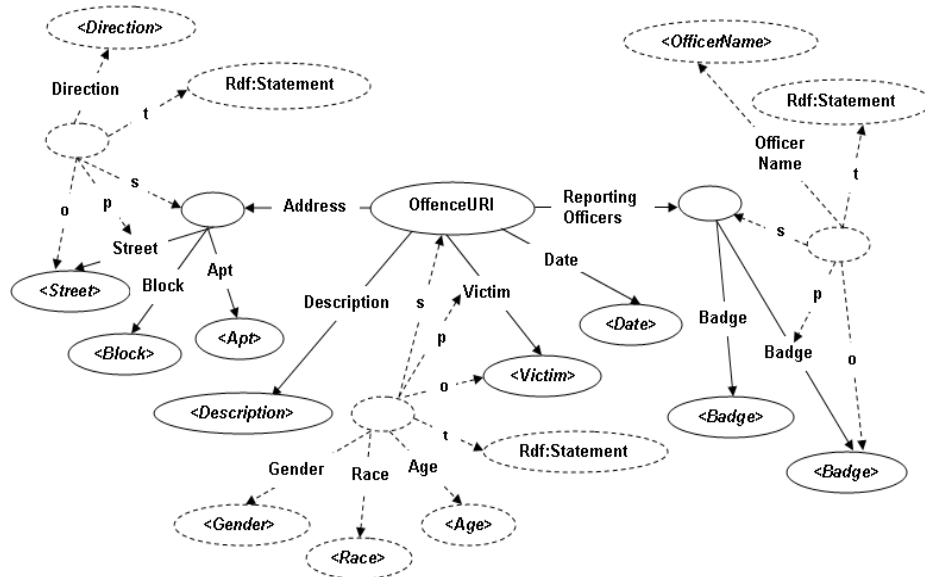 <Direction>
<OfficerName>
Direction
Rdf:Statement
t
Rdf:Statement
Officer
Name
t
s
o
p
Address
OffenceURI
Reporting
Officers
s
Street
Apt
Block
Date
Description
s
Victim
p
<Street>
<Block>
<Apt>
p
<Date>
Badge
Badge
o
o
<Victim>
<Description>
<Badge>
t
Rdf:Statement
Gender
Race
Age
<Badge>
<Gender>
<Age>
<Race>